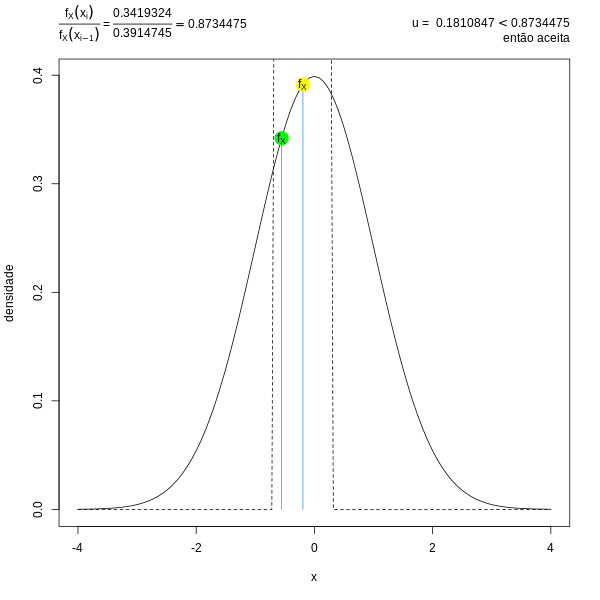 fX(xi) / fX(xi−1) = 0.3419324 / 0.3914745 = 0.8734475
u = 0.1810847 < 0.8734475
então aceita
densidade
0.4
0.3
0.2
0.1
0.0
fX
fX
-4 -2 0 2 4
x